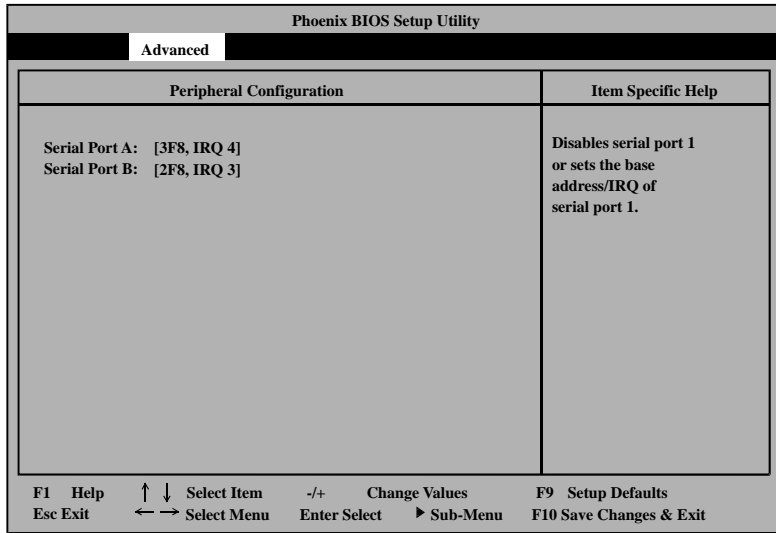 Phoenix BIOS Setup Utility
Advanced
Peripheral Configuration
Item Specific Help
Serial Port A: [3F8, IRQ 4]
Serial Port B: [2F8, IRQ 3]
Disables serial port 1
or sets the base
address/IRQ of
serial port 1.
F1 Help ↑ ↓ Select Item -/+ Change Values F9 Setup Defaults
Esc Exit ← → Select Menu Enter Select ▶ Sub-Menu F10 Save Changes & Exit